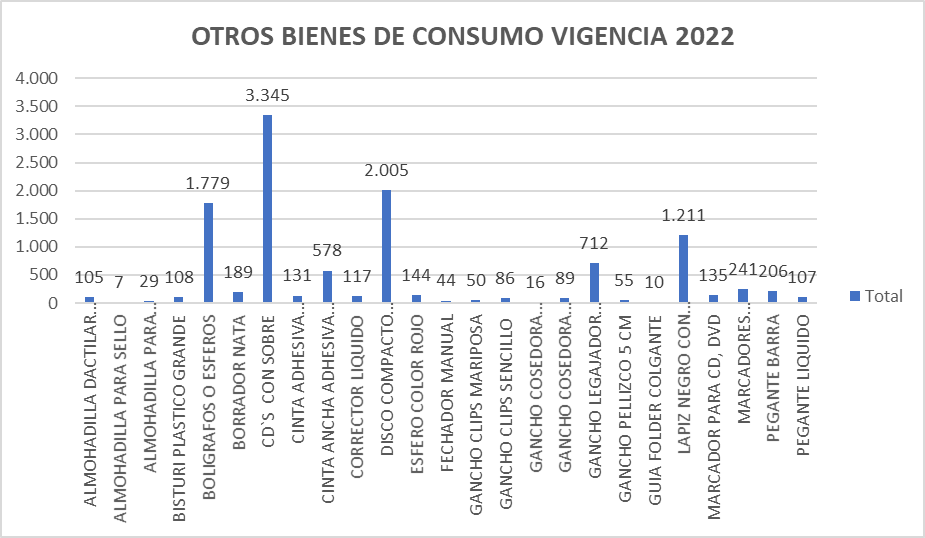 OTROS BIENES DE CONSUMO VIGENCIA 2022
4.000
3.500
3.000
2.500
2.000
1.500
1.000
500
0
105
7
29
108
1.779
189
3.345
131
578
117
2.005
144
44
50
86
16
89
712
55
10
1.211
135
241
206
107
ALMOHADILLA DACTILAR…
ALMOHADILLA PARA SELLO
ALMOHADILLA PARA…
BISTURI PLASTICO GRANDE
BOLIGRAFOS O ESFEROS
BORRADOR NATA
CD`S CON SOBRE
CINTA ADHESIVA…
CINTA ANCHA ADHESIVA…
CORRECTOR LIQUIDO
DISCO COMPACTO…
ESFERO COLOR ROJO
FECHADOR MANUAL
GANCHO CLIPS MARIPOSA
GANCHO CLIPS SENCILLO
GANCHO COSEDORA…
GANCHO COSEDORA…
GANCHO LEGAJADOR…
GANCHO PELLIZCO 5 CM
GUIA FOLDER COLGANTE
LAPIZ NEGRO CON…
MARCADOR PARA CD, DVD
MARCADORES…
PEGANTE BARRA
PEGANTE LIQUIDO
Total